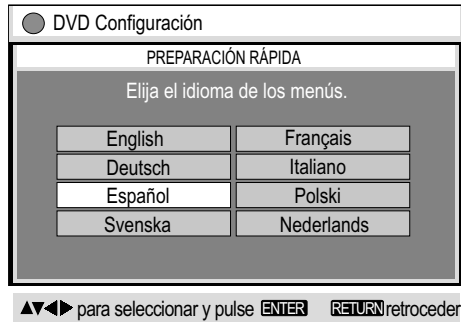 DVD Configuración
PREPARACIÓN RÁPIDA
Elija el idioma de los menús.
English Français
Deutsch Italiano
Español Polski
Svenska Nederlands
▲▼◀▶ para seleccionar y pulse ENTER RETURN retroceder